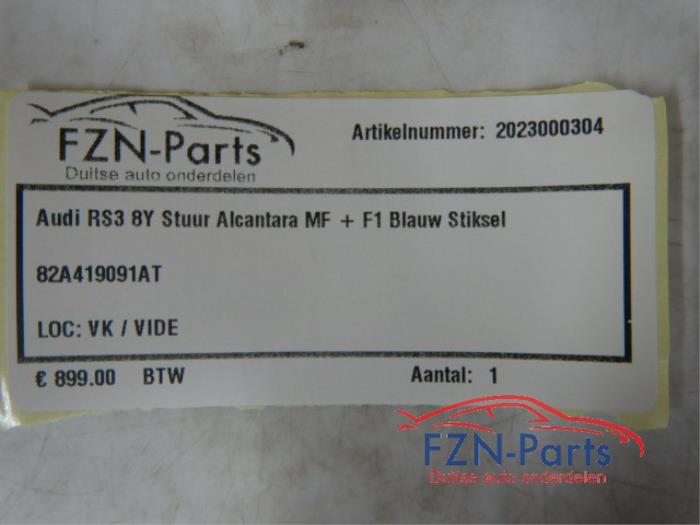 FZN-Parts
Duitse auto onderdelen
Artikelnummer: 2023000304
Audi RS3 8Y Stuur Alcantara MF + F1 Blauw Stiksel
82A419091AT
LOC: VK / VIDE
€ 899.00 BTW
Aantal: 1
FZN-Parts
Duitse auto onderdelen